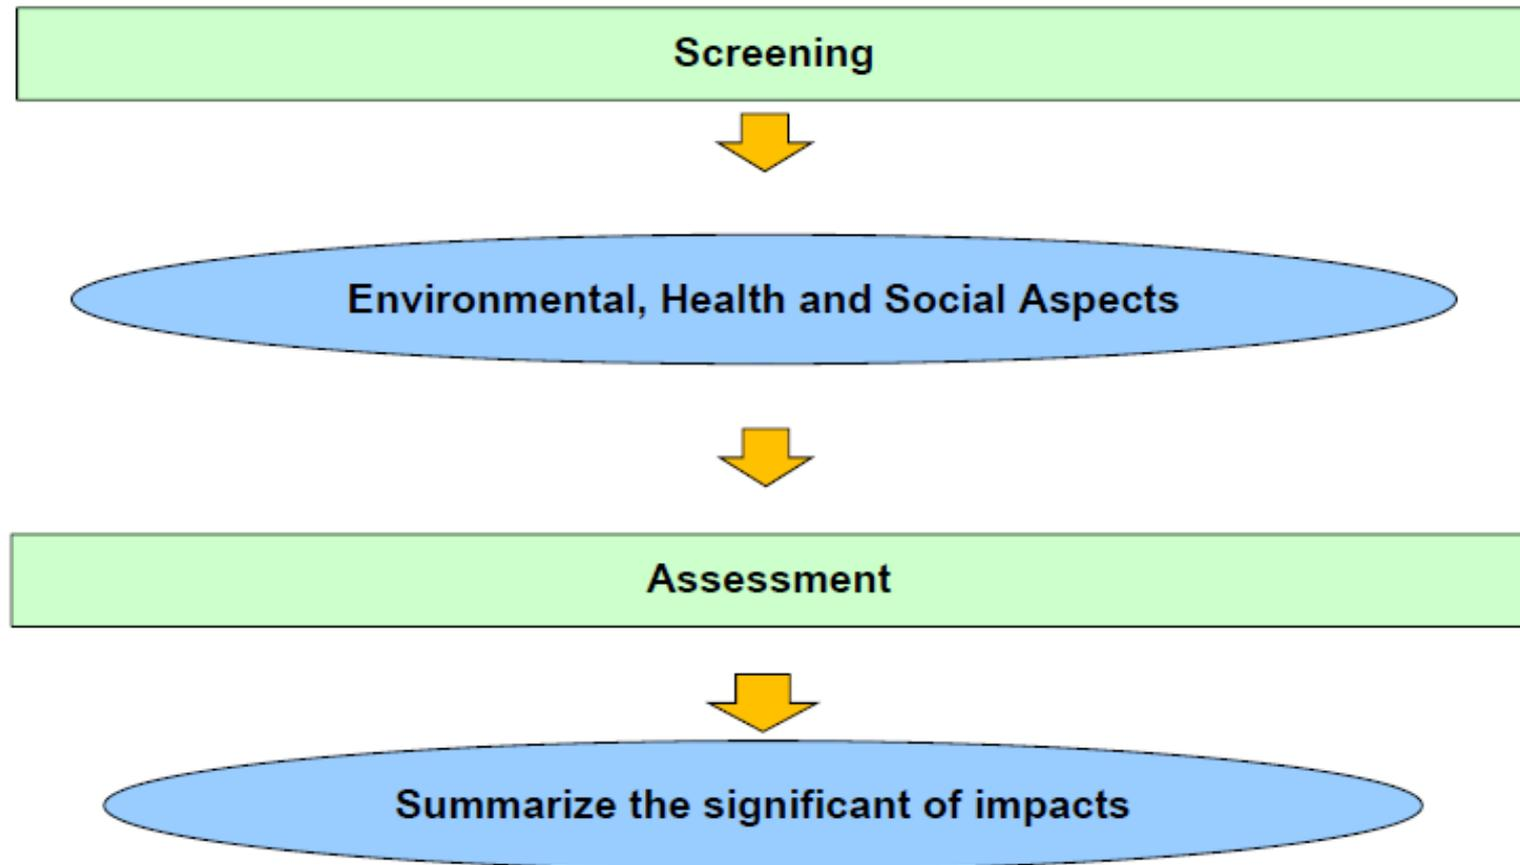 Screening
Environmental, Health and Social Aspects
Assessment
Summarize the significant of impacts